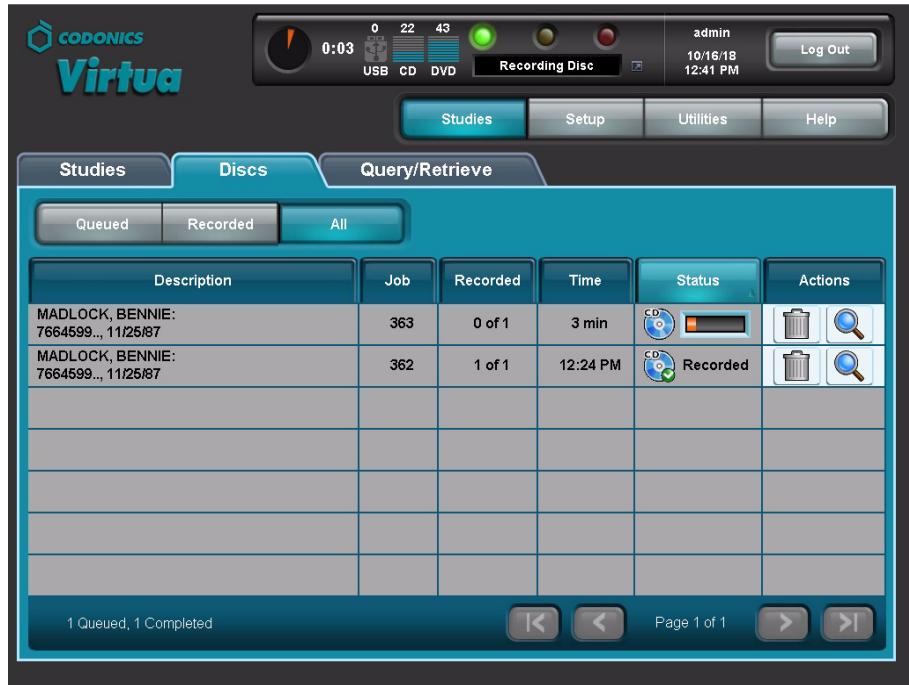 CODONICS
Virtua
0:03
0 22 43
USB CD DVD
Recording Disc
admin
10/16/18
12:41 PM
Log Out
Studies Setup Utilities Help
Studies Discs Query/Retrieve
Queued Recorded All
Description Job Recorded Time Status Actions
MADLOCK, BENNIE:
7664599.., 11/25/87
363 0 of 1 3 min CD
MADLOCK, BENNIE:
7664599.., 11/25/87
362 1 of 1 12:24 PM CD Recorded
1 Queued, 1 Completed
Page 1 of 1